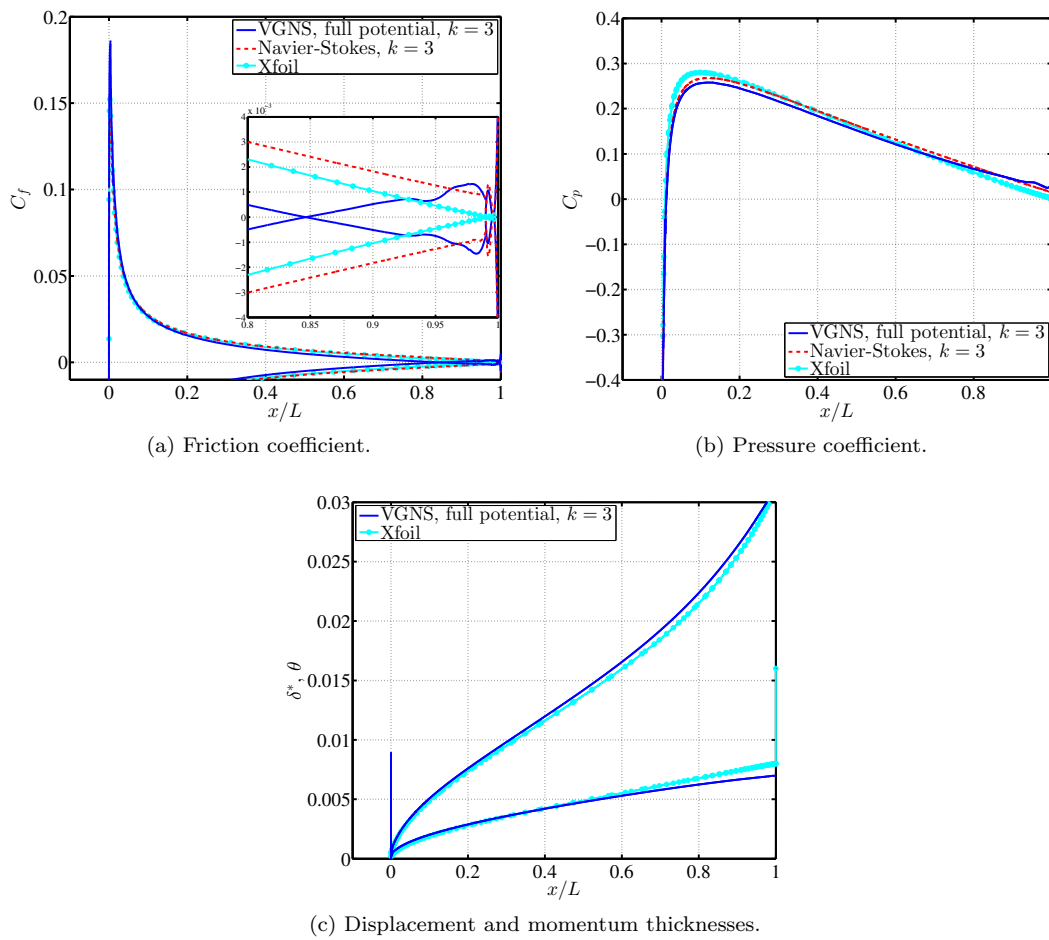 VGNS, full potential, k = 3
Navier-Stokes, k = 3
Xfoil
0.2
0.15
0.1
0.05
0
C_f
x 10^-3
4
3
2
1
0
−1
−2
−3
−4
0.8
0.85
0.9
0.95
1
0
0.2
0.4
0.6
0.8
1
x/L
(a) Friction coefficient.
0.4
0.3
0.2
0.1
0
−0.1
−0.2
−0.3
−0.4
C_p
VGNS, full potential, k = 3
Navier-Stokes, k = 3
Xfoil
0
0.2
0.4
0.6
0.8
x/L
(b) Pressure coefficient.
VGNS, full potential, k = 3
Xfoil
0.03
0.025
0.02
0.015
0.01
0.005
0
δ*, θ
0
0.2
0.4
0.6
0.8
1
x/L
(c) Displacement and momentum thicknesses.